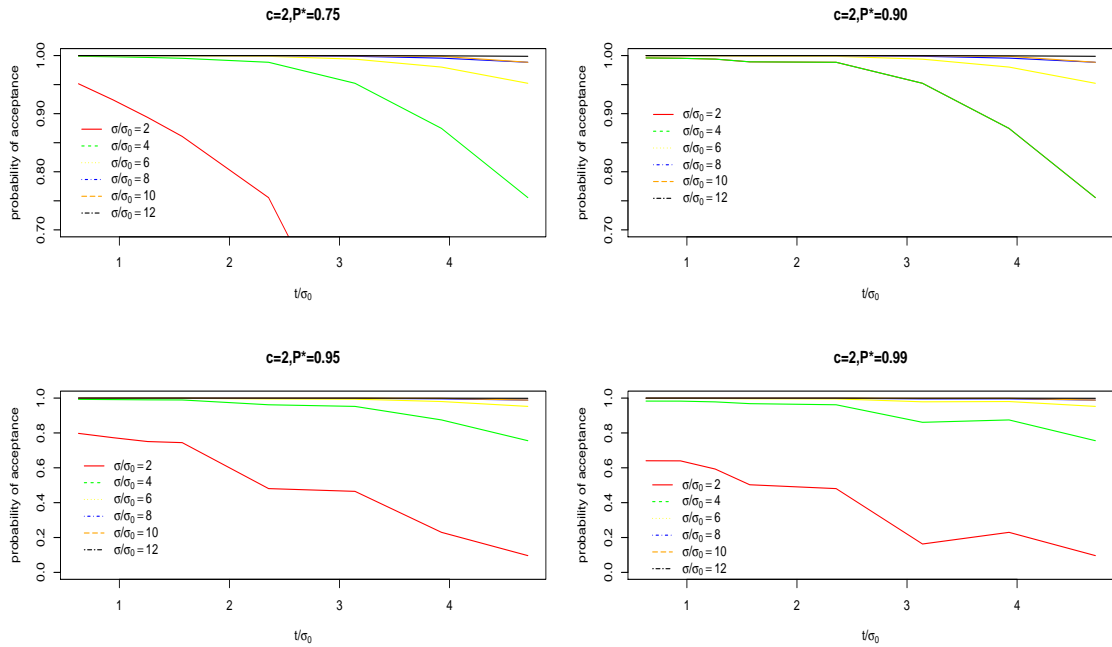 c=2,P*=0.75
probability of acceptance
1.00
0.90
0.80
0.70
σ/σ₀ = 2
σ/σ₀ = 4
σ/σ₀ = 6
σ/σ₀ = 8
σ/σ₀ = 10
σ/σ₀ = 12
1 2 3 4
t/σ₀
c=2,P*=0.90
probability of acceptance
1.00
0.90
0.80
0.70
σ/σ₀ = 2
σ/σ₀ = 4
σ/σ₀ = 6
σ/σ₀ = 8
σ/σ₀ = 10
σ/σ₀ = 12
1 2 3 4
t/σ₀
c=2,P*=0.95
probability of acceptance
1.0
0.8
0.6
0.4
0.2
0.0
σ/σ₀ = 2
σ/σ₀ = 4
σ/σ₀ = 6
σ/σ₀ = 8
σ/σ₀ = 10
σ/σ₀ = 12
1 2 3 4
t/σ₀
c=2,P*=0.99
probability of acceptance
1.0
0.8
0.6
0.4
0.2
0.0
σ/σ₀ = 2
σ/σ₀ = 4
σ/σ₀ = 6
σ/σ₀ = 8
σ/σ₀ = 10
σ/σ₀ = 12
1 2 3 4
t/σ₀